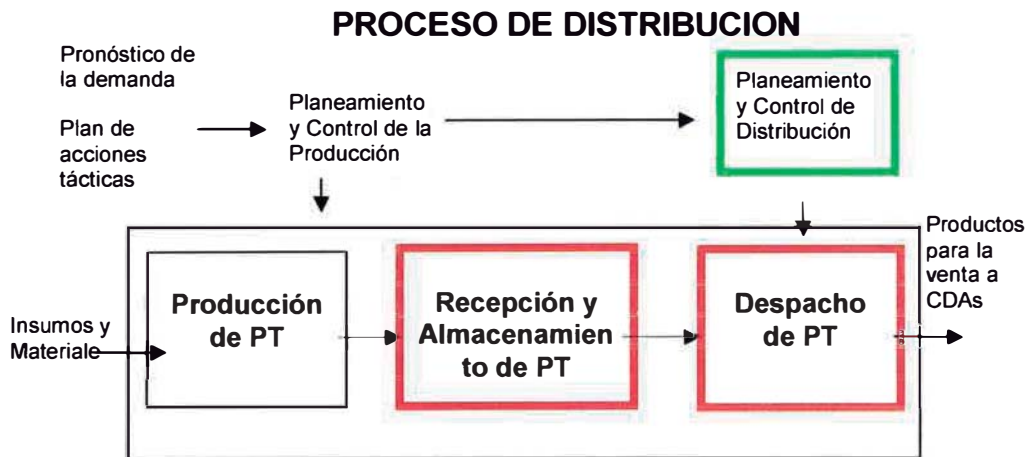 PROCESO DE DISTRIBUCION
Pronóstico de
la demanda
Plan de
acciones
tácticas
Planeamiento
y Control de la
Producción
Planeamiento
y Control de
Distribución
Insumos y
Materiale
Producción
de PT
Recepción y
Almacenamien
to de PT
Despacho
de PT
Productos
para la
venta a
CDAs